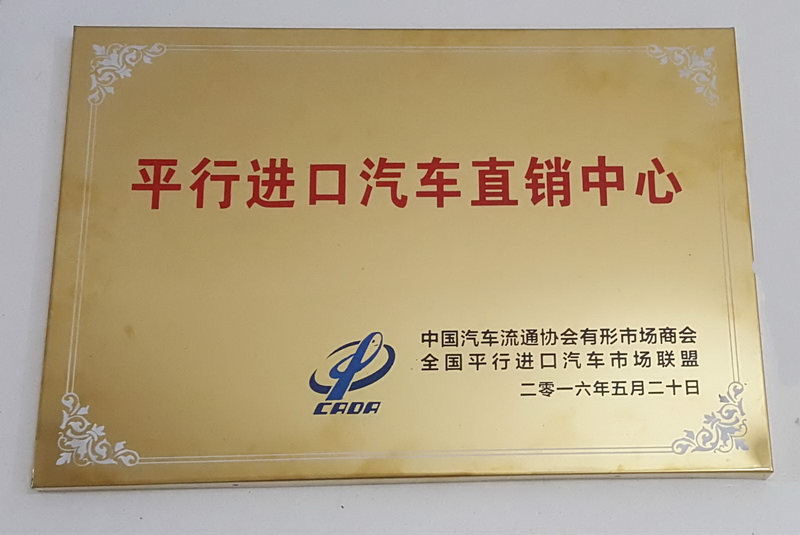 平行进口汽车直销中心
中国汽车流通协会有形市场商会
全国平行进口汽车市场联盟
二零一六年五月二十日
CADA